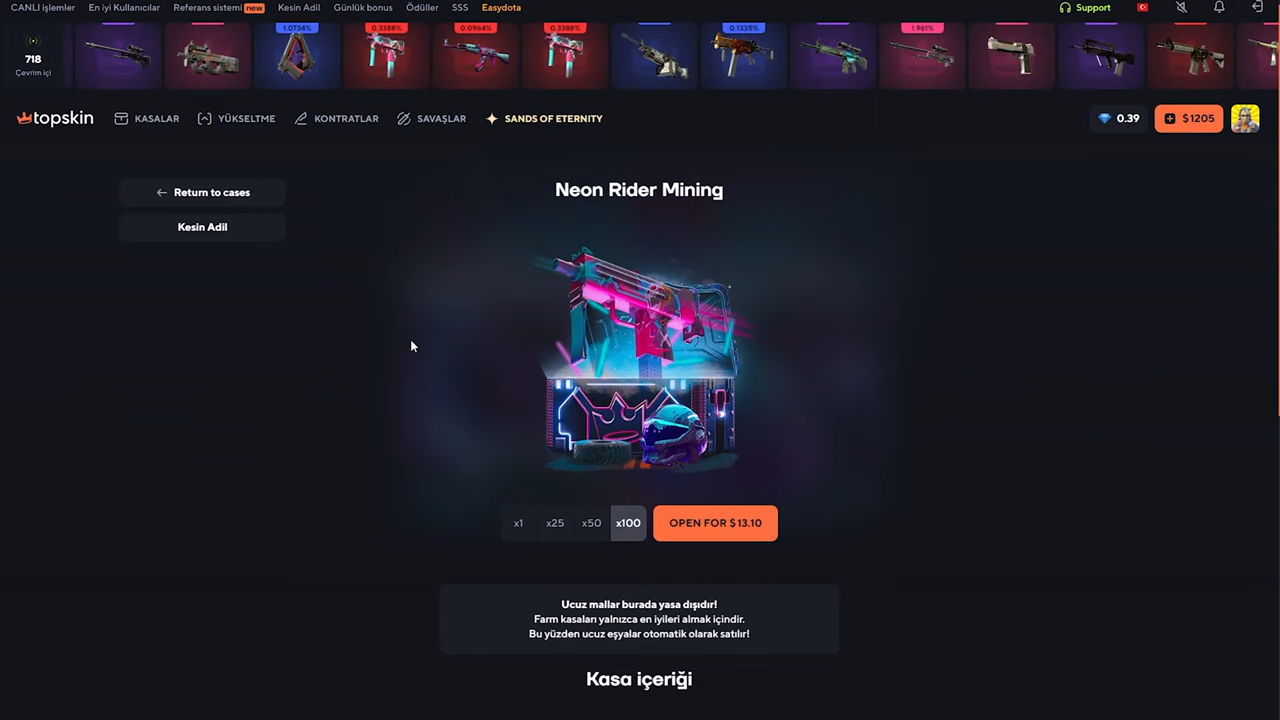 CANLI işlemler
En iyi Kullanıcılar
Referans sistemi new
Kesin Adil
Günlük bonus
Ödüller
SSS
Easydota
Support
718
Çevrim içi
1.0734%
0.3388%
0.0964%
0.3388%
0.1335%
1.961%
topskin
KASALAR
YÜKSELTME
KONTRATLAR
SAVAŞLAR
SANDS OF ETERNITY
0.39
$1205
Return to cases
Kesin Adil
Neon Rider Mining
x1
x25
x50
x100
OPEN FOR $13.10
Ucuz mallar burada yasa dışıdır!
Farm kasaları yalnızca en iyileri almak içindir.
Bu yüzden ucuz eşyalar otomatik olarak satılır!
Kasa içeriği